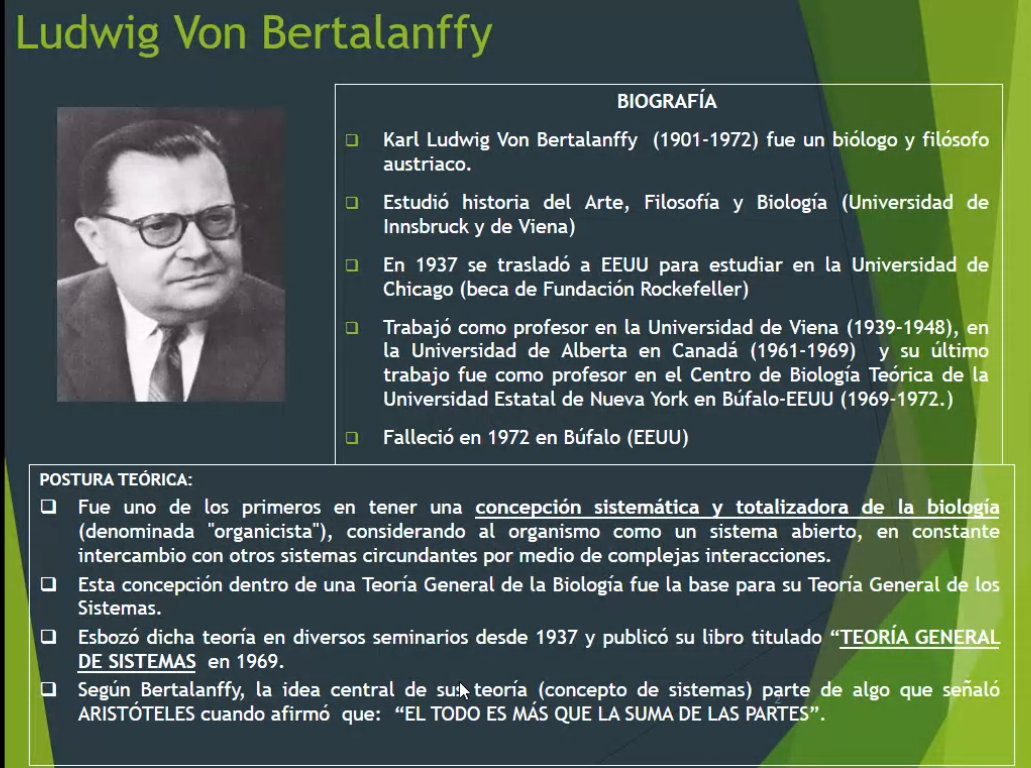 Ludwig Von Bertalanffy
BIOGRAFÍA
Karl Ludwig Von Bertalanffy (1901-1972) fue un biólogo y filósofo
austriaco.
Estudió historia del Arte, Filosofía y Biología (Universidad de
Innsbruck y de Viena)
En 1937 se trasladó a EEUU para estudiar en la Universidad de
Chicago (beca de Fundación Rockefeller)
Trabajó como profesor en la Universidad de Viena (1939-1948), en
la Universidad de Alberta en Canadá (1961-1969) y su último
trabajo fue como profesor en el Centro de Biología Teórica de la
Universidad Estatal de Nueva York en Búfalo-EEUU (1969-1972.)
Falleció en 1972 en Búfalo (EEUU)
POSTURA TEÓRICA:
Fue uno de los primeros en tener una concepción sistemática y totalizadora de la biología
(denominada "organicista"), considerando al organismo como un sistema abierto, en constante
intercambio con otros sistemas circundantes por medio de complejas interacciones.
Esta concepción dentro de una Teoría General de la Biología fue la base para su Teoría General de los
Sistemas.
Esbozó dicha teoría en diversos seminarios desde 1937 y publicó su libro titulado “TEORÍA GENERAL
DE SISTEMAS en 1969.
Según Bertalanffy, la idea central de sus teoría (concepto de sistemas) parte de algo que señaló
ARISTÓTELES cuando afirmó que: “EL TODO ES MÁS QUE LA SUMA DE LAS PARTES”.
2